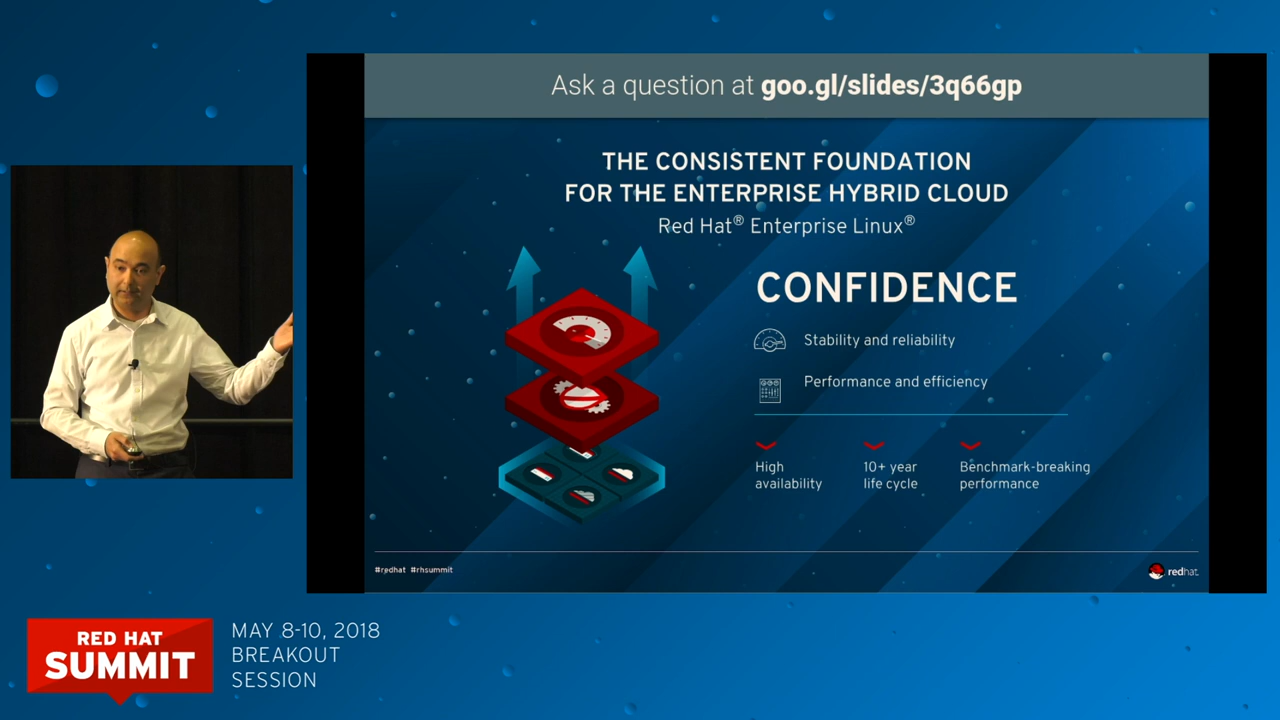 Ask a question at goo.gl/slides/3q66gp
THE CONSISTENT FOUNDATION
FOR THE ENTERPRISE HYBRID CLOUD
Red Hat® Enterprise Linux®
CONFIDENCE
Stability and reliability
Performance and efficiency
High
availability
10+ year
life cycle
Benchmark-breaking
performance
#redhat #rhsummit
redhat.
RED HAT
SUMMIT
MAY 8-10, 2018
BREAKOUT
SESSION